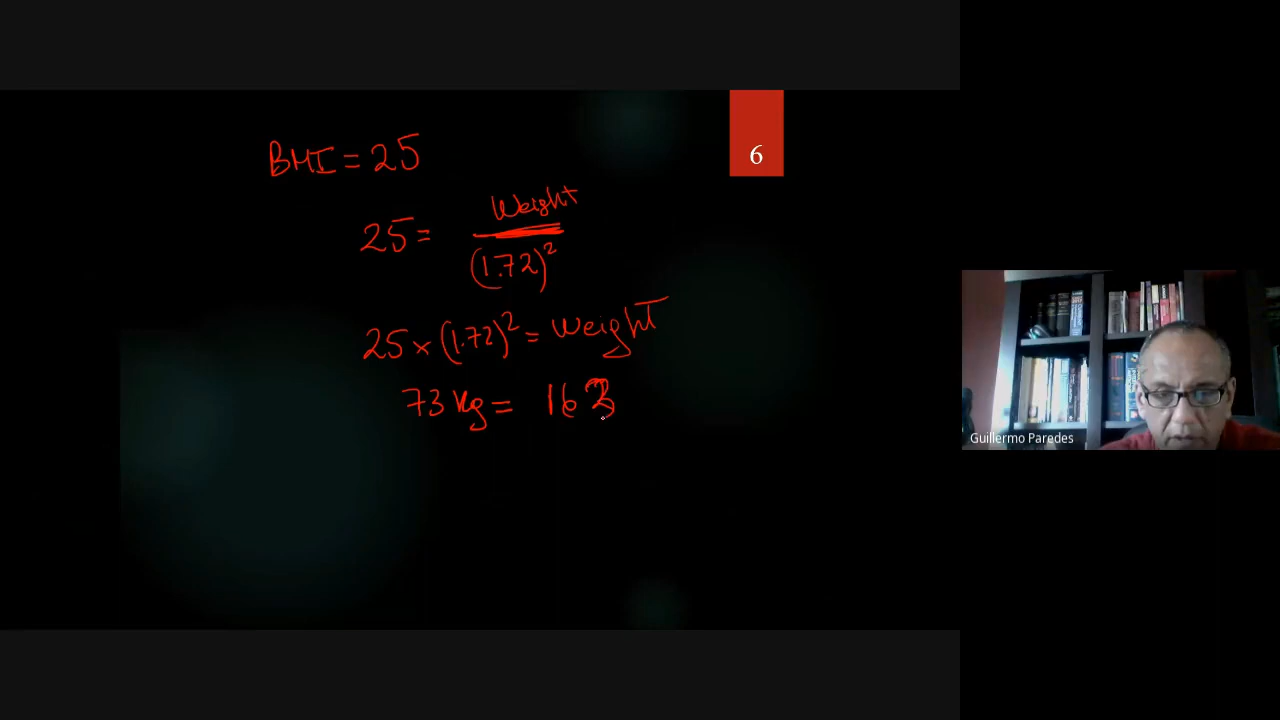 6
BMI = 25
25 = Weight
(1.72)²
25 × (1.72)² = Weight
73 Kg = 16
Guillermo Paredes